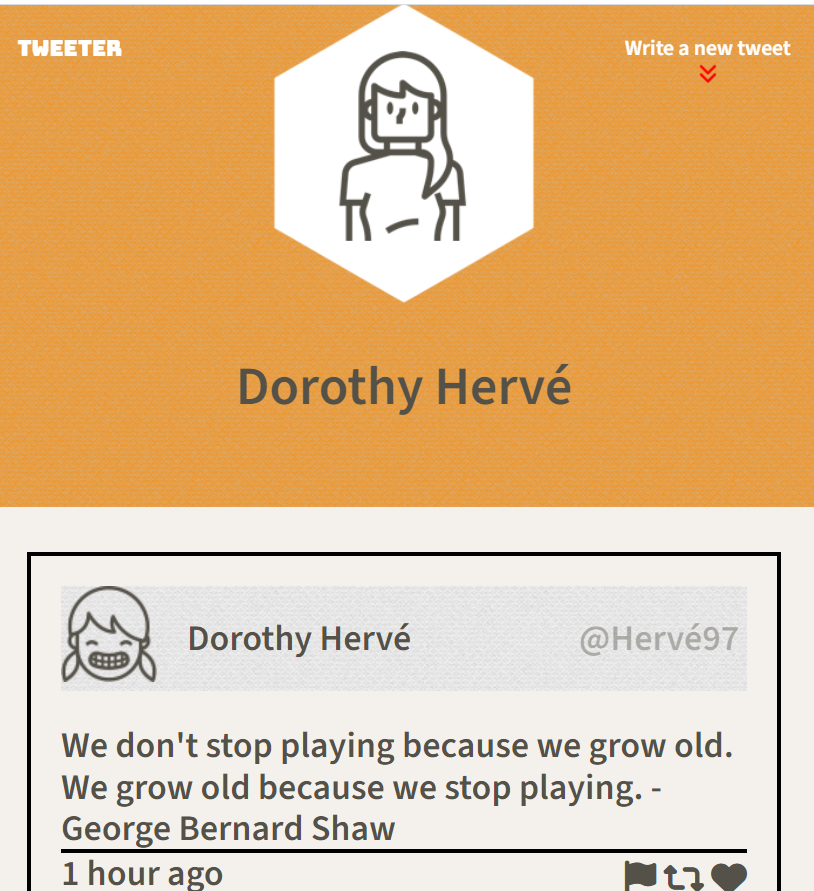 TWEETER
Write a new tweet
Dorothy Hervé
Dorothy Hervé
@Hervé97
We don't stop playing because we grow old.
We grow old because we stop playing. -
George Bernard Shaw
1 hour ago